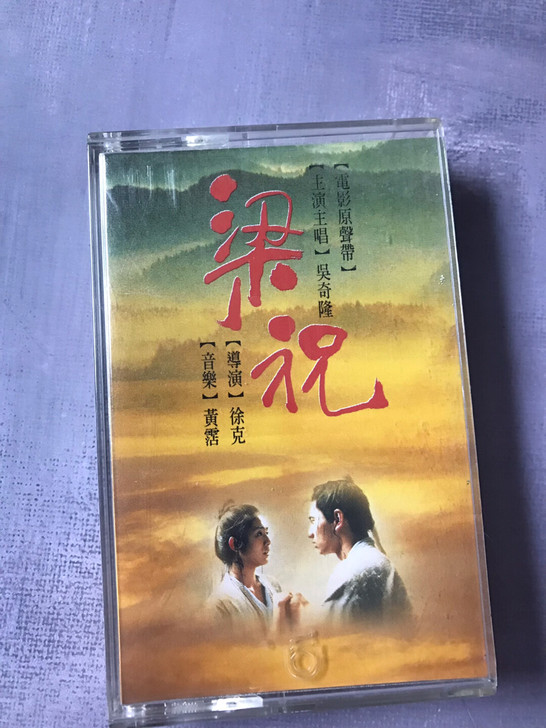 梁祝
【電影原聲帶】
【主演主唱】吳奇隆
【導演】徐克
【音樂】黃霑